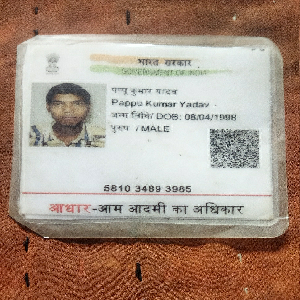 भारत सरकार
GOVERNMENT OF INDIA
पप्पू कुमार यादव
Pappu Kumar Yadav
जन्म तिथि/ DOB: 08/04/1998
पुरुष / MALE
5810 3489 3985
आधार-आम आदमी का अधिकार